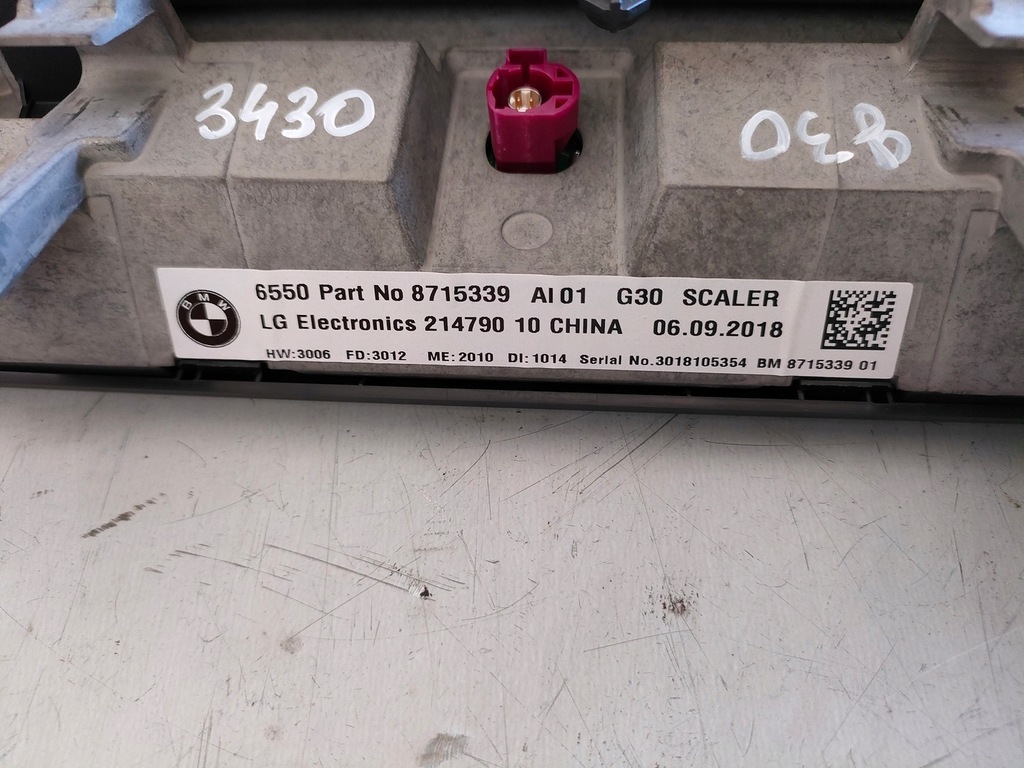 3430
BMW
6550 Part No 8715339 AI 01 G30 SCALER
LG Electronics 214790 10 CHINA 06.09.2018
HW:3006 FD:3012 ME:2010 DI:1014 Serial No.3018105354 BM 8715339 01